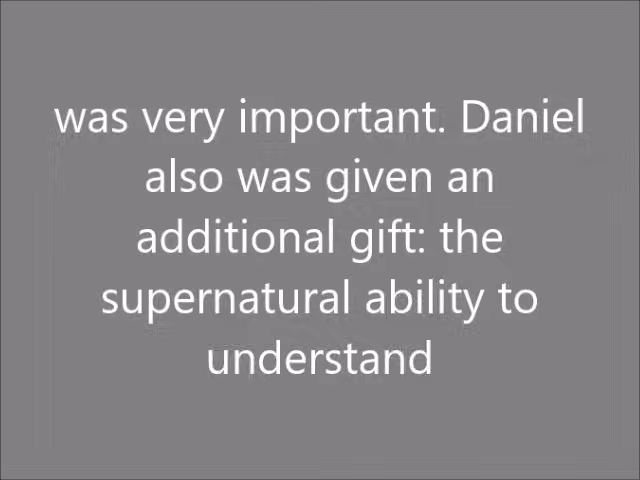 was very important. Daniel
also was given an
additional gift: the
supernatural ability to
understand